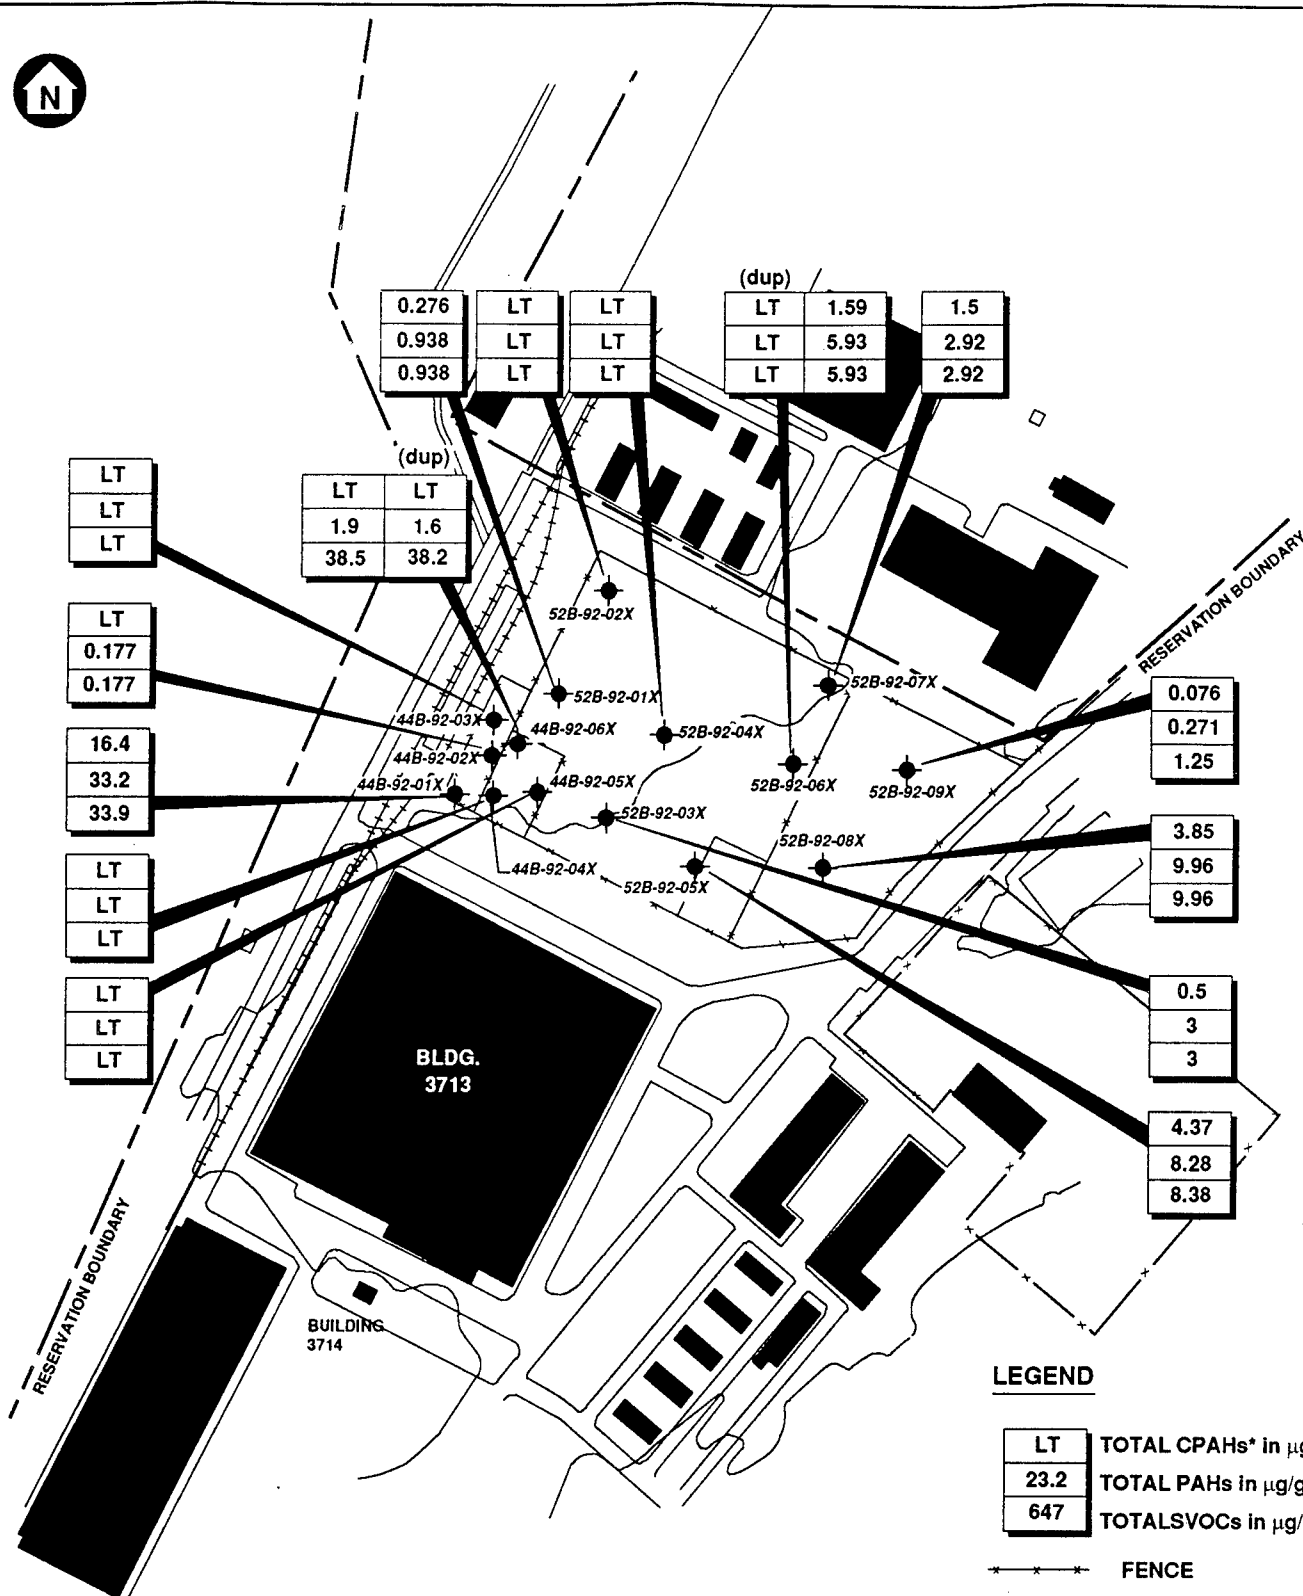 N
(dup)
0.276
0.938
0.938
LT
LT
LT
LT
LT
LT
LT 1.59
LT 5.93
LT 5.93
1.5
2.92
2.92
(dup)
LT LT
1.9 1.6
38.5 38.2
LT
LT
LT
LT
0.177
0.177
16.4
33.2
33.9
LT
LT
LT
LT
LT
LT
52B-92-02X
52B-92-01X
52B-92-07X
44B-92-03X
44B-92-06X
52B-92-04X
44B-92-02X
44B-92-01X
44B-92-05X
52B-92-06X
52B-92-09X
52B-92-03X
52B-92-08X
44B-92-04X
52B-92-05X
RESERVATION BOUNDARY
0.076
0.271
1.25
3.85
9.96
9.96
0.5
3
3
4.37
8.28
8.38
BLDG.
3713
RESERVATION BOUNDARY
BUILDING
3714
LEGEND
LT TOTAL CPAHs* in µg
23.2 TOTAL PAHs in µg/g
647 TOTALSVOCs in µg/
FENCE